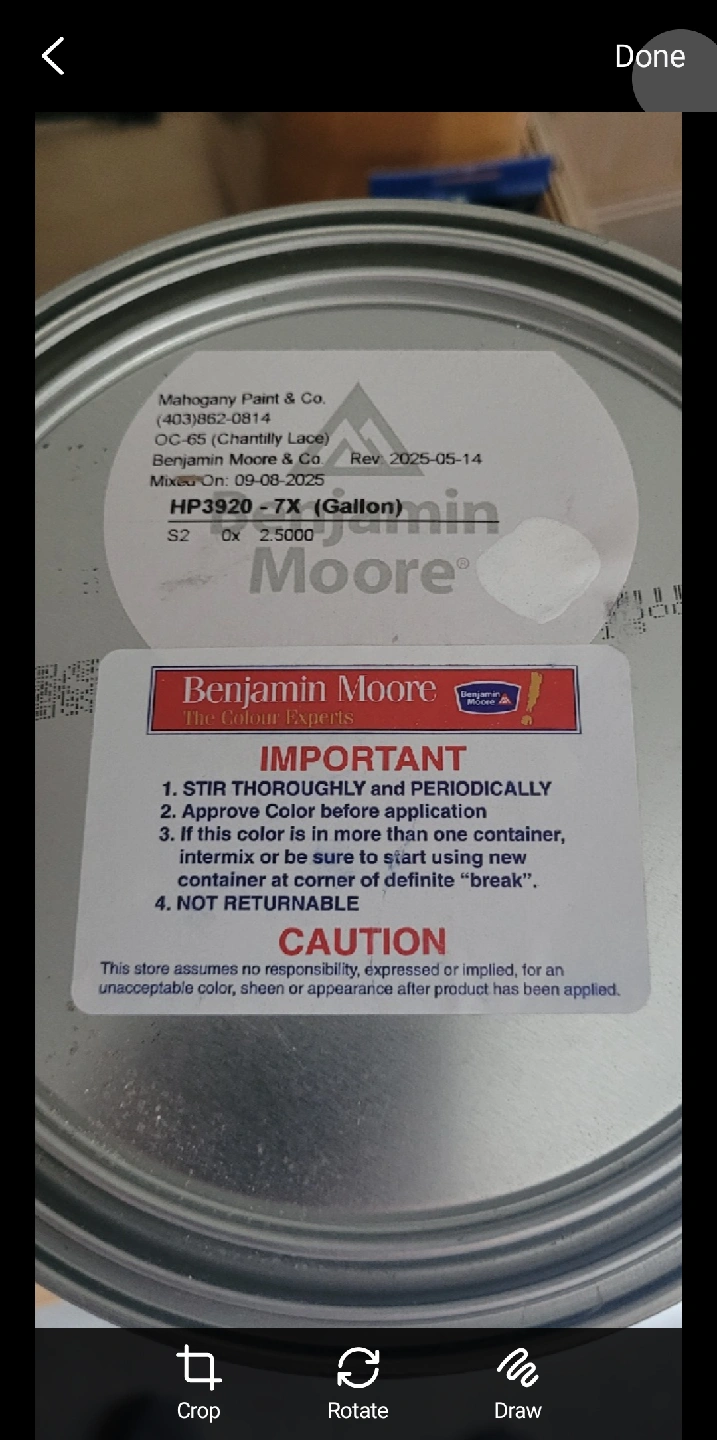 Done
Mahogany Paint & Co.
(403)862-0814
OC-65 (Chantilly Lace)
Benjamin Moore & Co. Rev. 2025-05-14
Mixed On: 09-08-2025
HP3920 - 7X (Gallon)
S2 0x 2.5000
Benjamin
Moore®
Benjamin Moore
The Colour Experts
Benjamin
Moore
IMPORTANT
1. STIR THOROUGHLY and PERIODICALLY
2. Approve Color before application
3. If this color is in more than one container,
intermix or be sure to start using new
container at corner of definite “break”.
4. NOT RETURNABLE
CAUTION
This store assumes no responsibility, expressed or implied, for an
unacceptable color, sheen or appearance after product has been applied.
Crop Rotate Draw